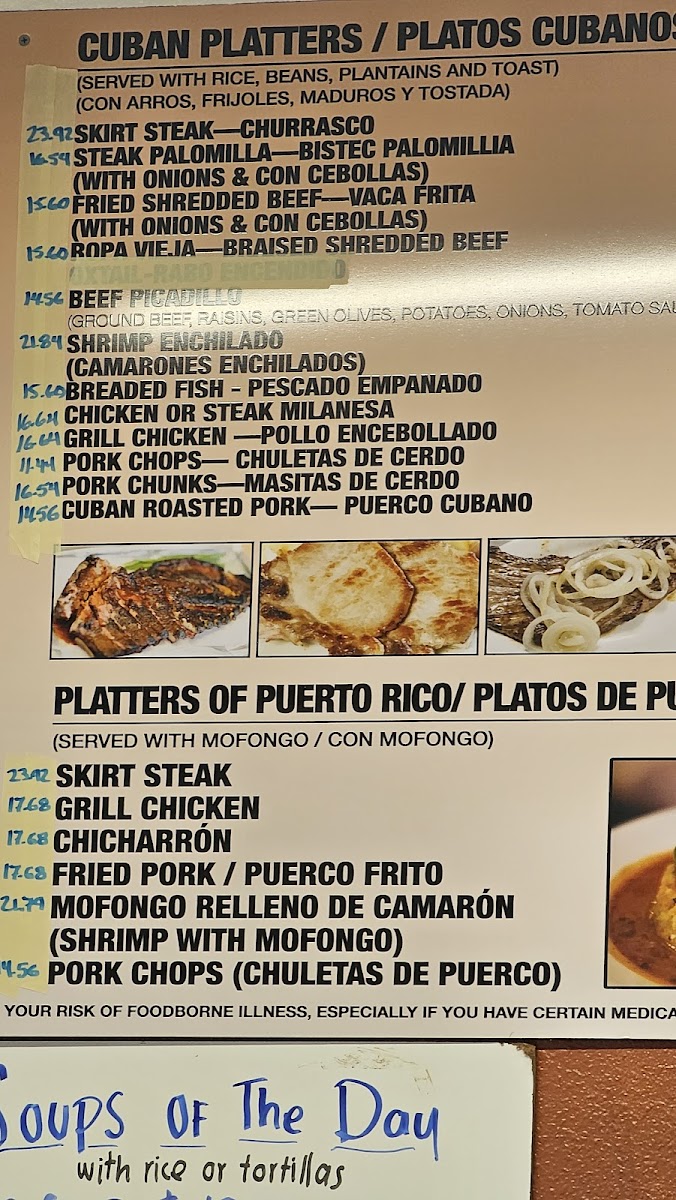 CUBAN PLATTERS / PLATOS CUBANOS
(SERVED WITH RICE, BEANS, PLANTAINS AND TOAST)
(CON ARROS, FRIJOLES, MADUROS Y TOSTADA)
23.92 SKIRT STEAK—CHURRASCO
16.54 STEAK PALOMILLA—BISTEC PALOMILLIA
(WITH ONIONS & CON CEBOLLAS)
15.60 FRIED SHREDDED BEEF—VACA FRITA
(WITH ONIONS & CON CEBOLLAS)
15.60 ROPA VIEJA—BRAISED SHREDDED BEEF
OXTAIL-RABO ENCENDIDO
14.56 BEEF PICADILLO
(GROUND BEEF, RAISINS, GREEN OLIVES, POTATOES, ONIONS, TOMATO
21.84 SHRIMP ENCHILADO
(CAMARONES ENCHILADOS)
15.60 BREADED FISH - PESCADO EMPANADO
16.64 CHICKEN OR STEAK MILANESA
16.64 GRILL CHICKEN —POLLO ENCEBOLLADO
11.44 PORK CHOPS— CHULETAS DE CERDO
16.54 PORK CHUNKS—MASITAS DE CERDO
14.56 CUBAN ROASTED PORK— PUERCO CUBANO
PLATTERS OF PUERTO RICO/ PLATOS DE
(SERVED WITH MOFONGO / CON MOFONGO)
23.92 SKIRT STEAK
17.68 GRILL CHICKEN
17.68 CHICHARRÓN
17.68 FRIED PORK / PUERCO FRITO
21.79 MOFONGO RELLENO DE CAMARÓN
(SHRIMP WITH MOFONGO)
14.56 PORK CHOPS (CHULETAS DE PUERCO)
YOUR RISK OF FOODBORNE ILLNESS, ESPECIALLY IF YOU HAVE CERTAIN
Soups OF The Day
with rice or tortillas